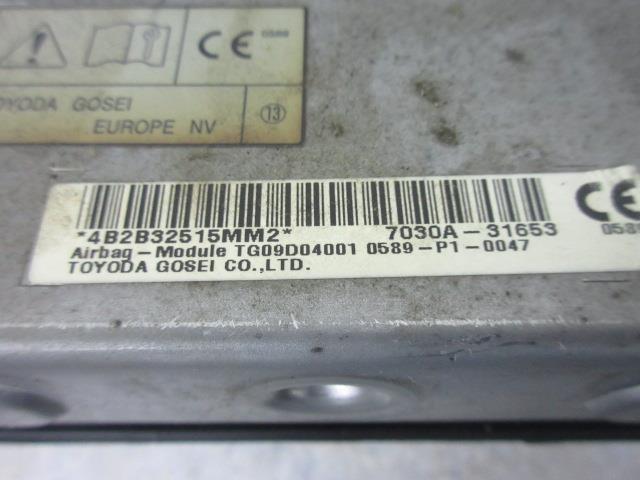 CE 0589
OYODA GOSEI
EUROPE NV
13
*4B2B32515MM2* 7030A-31653
Airbag-Module TG09D04001 0589-P1-0047
TOYODA GOSEI CO.,LTD.
CE
0589